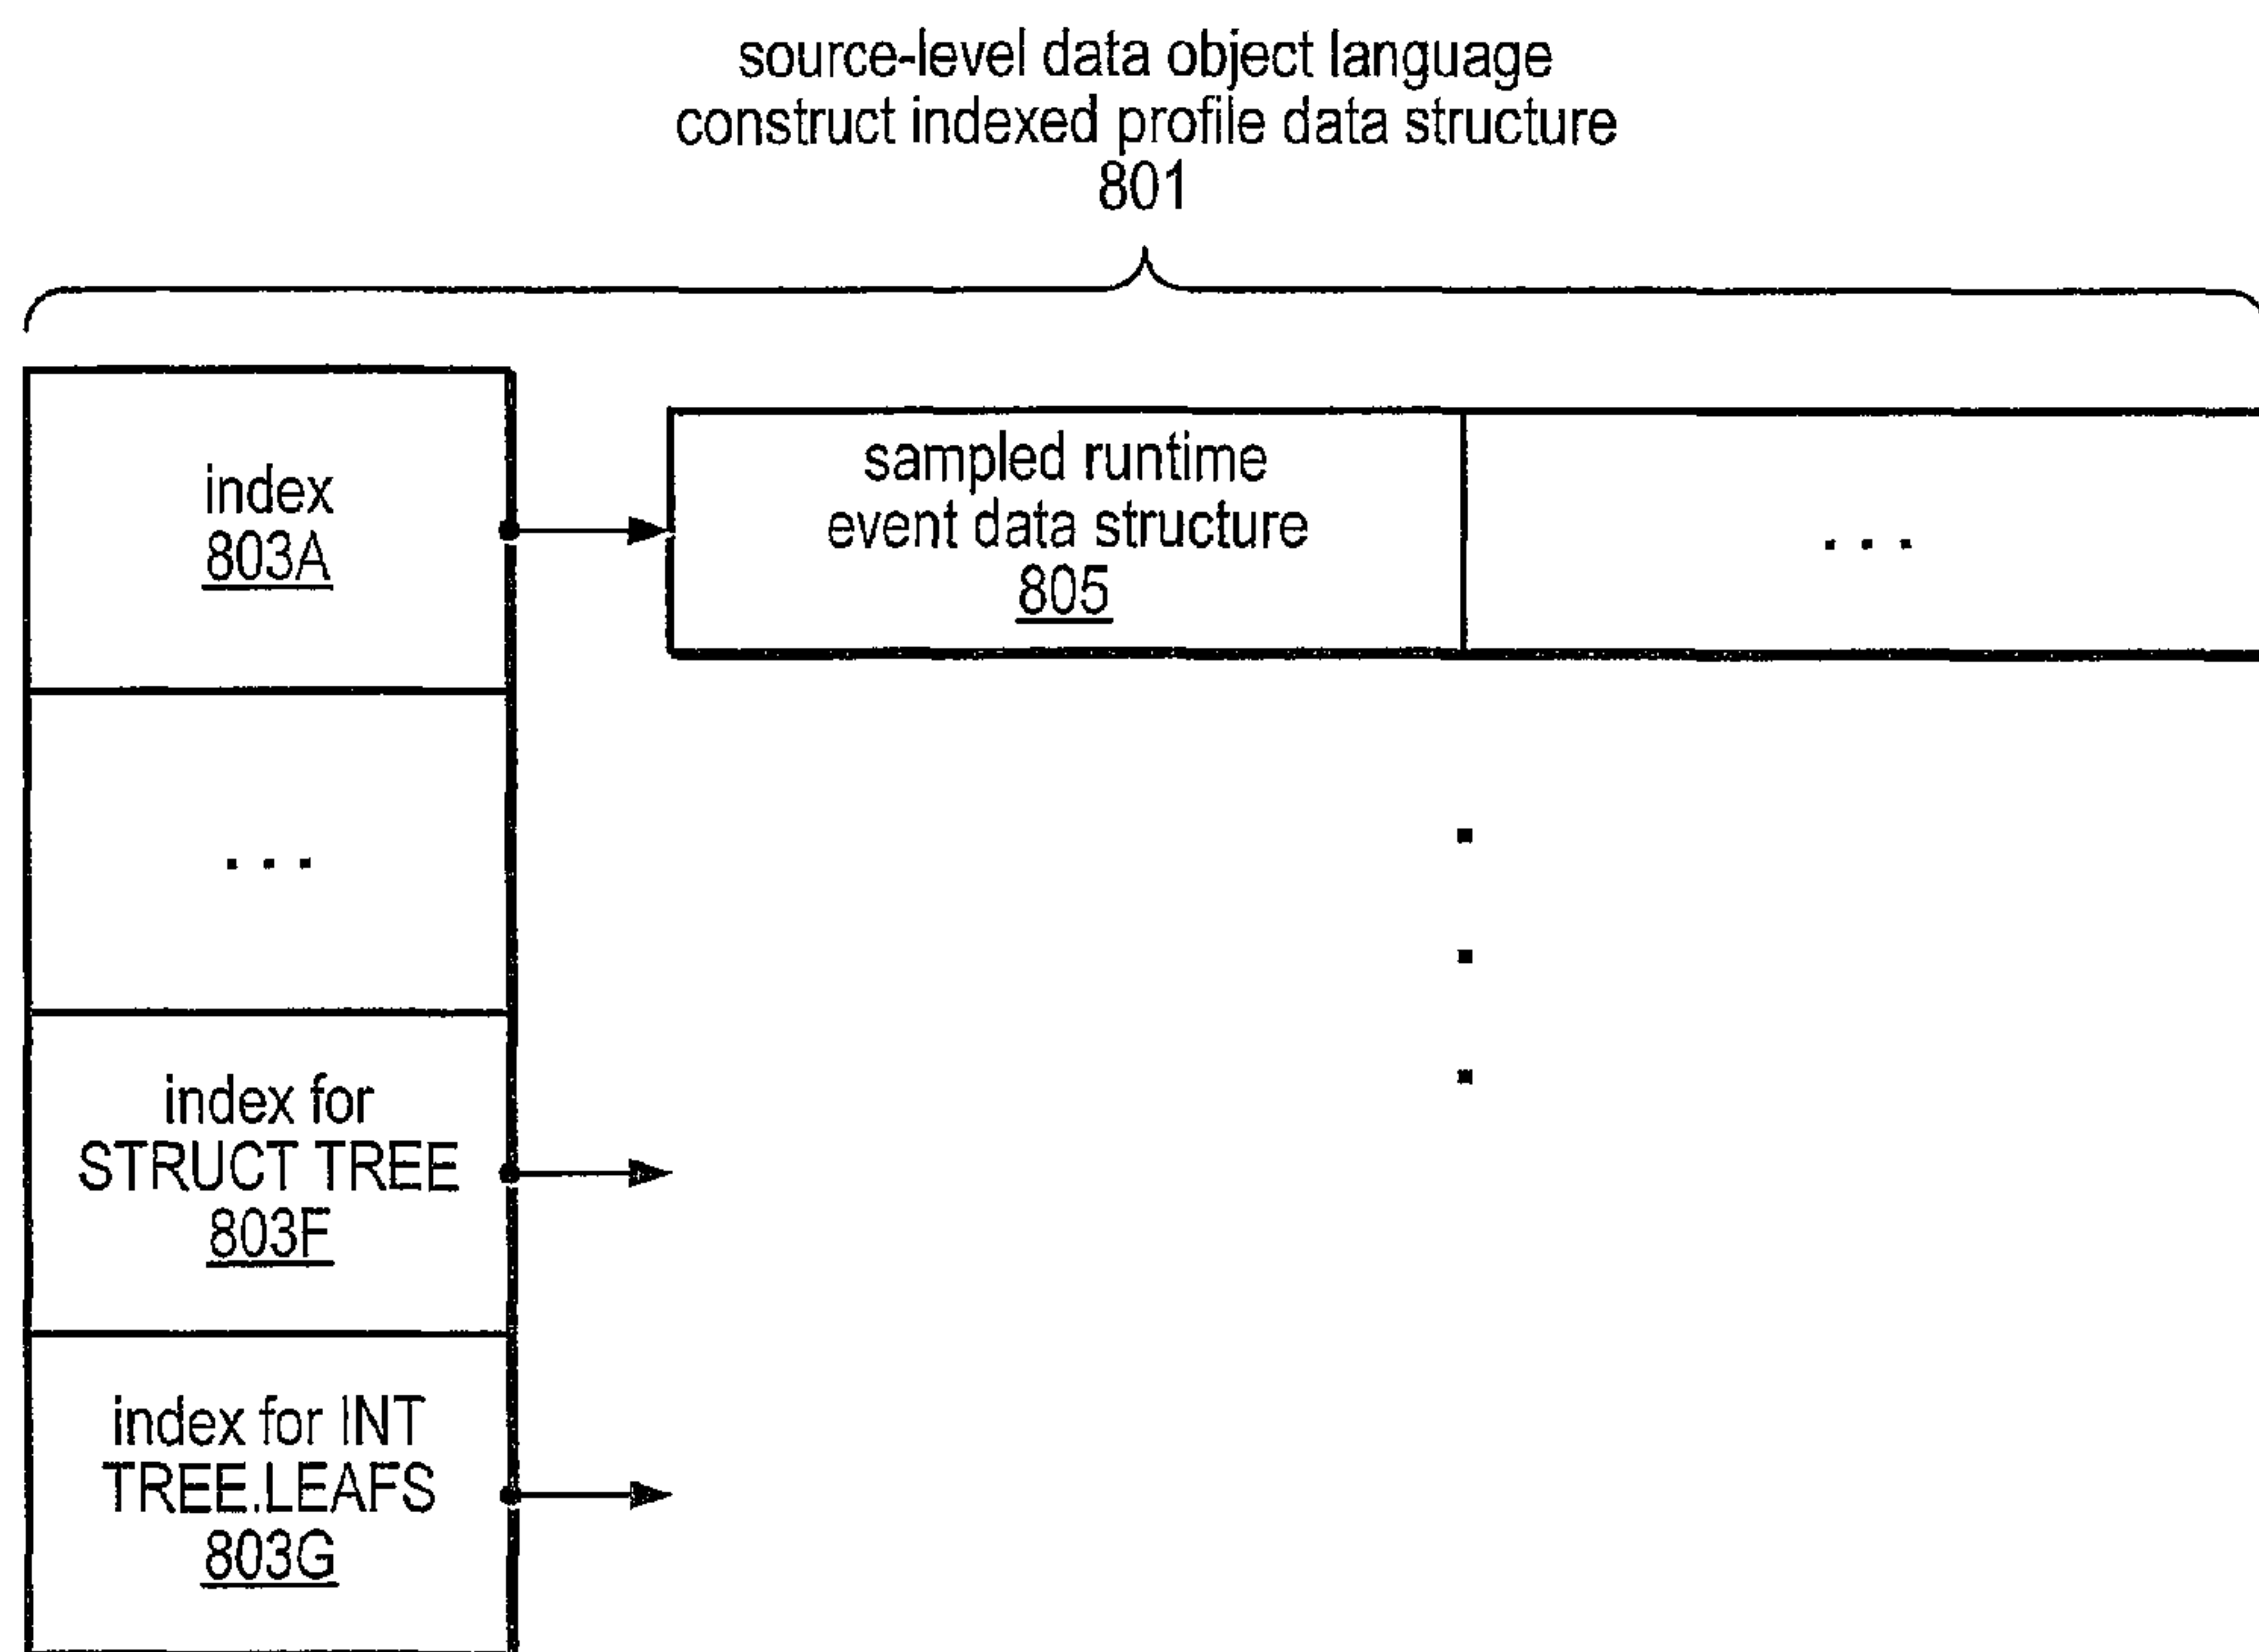 source-level data object language
construct indexed profile data structure
801
index
803A
sampled runtime
event data structure
805
. . .
. . .
index for
STRUCT TREE
803F
index for INT
TREE.LEAFS
803G